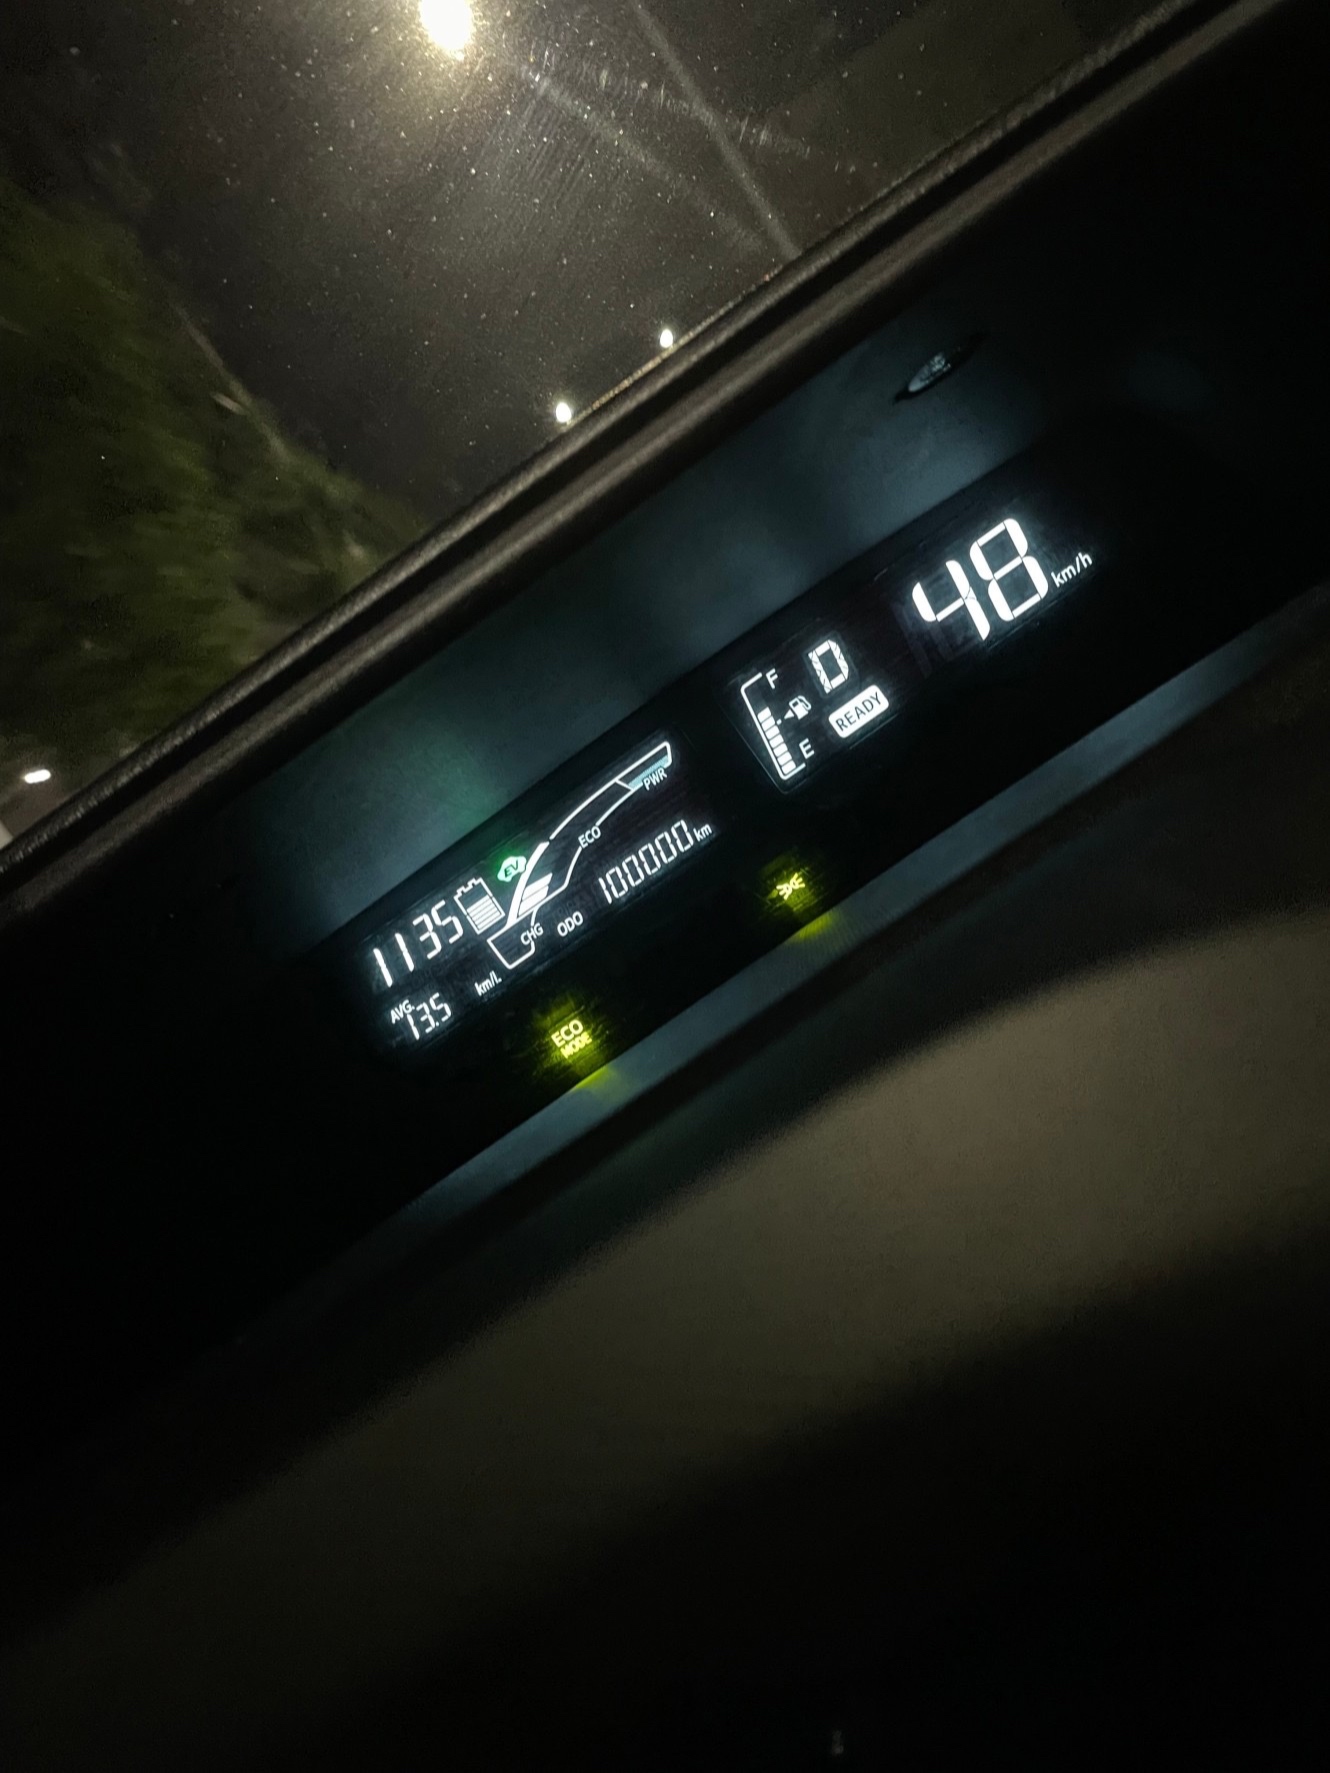 1135
AVG.
13.5 km/L
EV
CHG
ECO
PWR
ODO 100000 km
F
E
D
READY
48 km/h
ECO
MODE